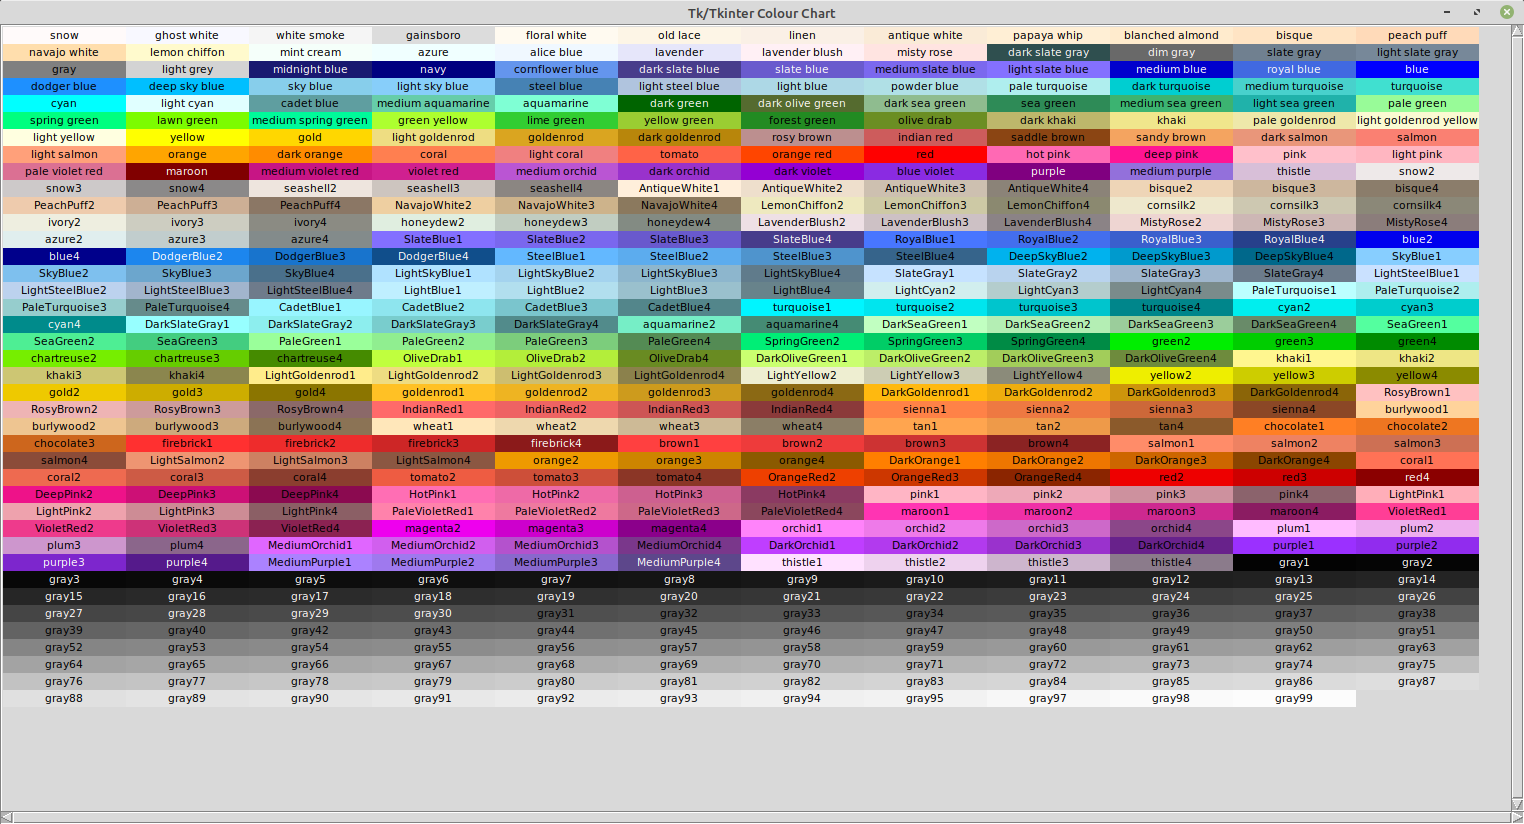 Tk/Tkinter Colour Chart
snow ghost white white smoke gainsboro floral white old lace linen antique white papaya whip blanched almond bisque peach puff
navajo white lemon chiffon mint cream azure alice blue lavender lavender blush misty rose dark slate gray dim gray slate gray light slate gray
gray light grey midnight blue navy cornflower blue dark slate blue slate blue medium slate blue light slate blue medium blue royal blue blue
dodger blue deep sky blue sky blue light sky blue steel blue light steel blue light blue powder blue pale turquoise dark turquoise medium turquoise turquoise
cyan light cyan cadet blue medium aquamarine aquamarine dark green dark olive green dark sea green sea green medium sea green light sea green pale green
spring green lawn green medium spring green green yellow lime green yellow green forest green olive drab dark khaki khaki pale goldenrod light goldenrod yellow
light yellow yellow gold light goldenrod goldenrod dark goldenrod rosy brown indian red saddle brown sandy brown dark salmon salmon
light salmon orange dark orange coral light coral tomato orange red red hot pink deep pink pink light pink
pale violet red maroon medium violet red violet red medium orchid dark orchid dark violet blue violet purple medium purple thistle snow2
snow3 snow4 seashell2 seashell3 seashell4 AntiqueWhite1 AntiqueWhite2 AntiqueWhite3 AntiqueWhite4 bisque2 bisque3 bisque4
PeachPuff2 PeachPuff3 PeachPuff4 NavajoWhite2 NavajoWhite3 NavajoWhite4 LemonChiffon2 LemonChiffon3 LemonChiffon4 cornsilk2 cornsilk3 cornsilk4
ivory2 ivory3 ivory4 honeydew2 honeydew3 honeydew4 LavenderBlush2 LavenderBlush3 LavenderBlush4 MistyRose2 MistyRose3 MistyRose4
azure2 azure3 azure4 SlateBlue1 SlateBlue2 SlateBlue3 SlateBlue4 RoyalBlue1 RoyalBlue2 RoyalBlue3 RoyalBlue4 blue2
blue4 DodgerBlue2 DodgerBlue3 DodgerBlue4 SteelBlue1 SteelBlue2 SteelBlue3 SteelBlue4 DeepSkyBlue2 DeepSkyBlue3 DeepSkyBlue4 SkyBlue1
SkyBlue2 SkyBlue3 SkyBlue4 LightSkyBlue1 LightSkyBlue2 LightSkyBlue3 LightSkyBlue4 SlateGray1 SlateGray2 SlateGray3 SlateGray4 LightSteelBlue1
LightSteelBlue2 LightSteelBlue3 LightSteelBlue4 LightBlue1 LightBlue2 LightBlue3 LightBlue4 LightCyan2 LightCyan3 LightCyan4 PaleTurquoise1 PaleTurquoise2
PaleTurquoise3 PaleTurquoise4 CadetBlue1 CadetBlue2 CadetBlue3 CadetBlue4 turquoise1 turquoise2 turquoise3 turquoise4 cyan2 cyan3
cyan4 DarkSlateGray1 DarkSlateGray2 DarkSlateGray3 DarkSlateGray4 aquamarine2 aquamarine4 DarkSeaGreen1 DarkSeaGreen2 DarkSeaGreen3 DarkSeaGreen4 SeaGreen1
SeaGreen2 SeaGreen3 PaleGreen1 PaleGreen2 PaleGreen3 PaleGreen4 SpringGreen2 SpringGreen3 SpringGreen4 green2 green3 green4
chartreuse2 chartreuse3 chartreuse4 OliveDrab1 OliveDrab2 OliveDrab4 DarkOliveGreen1 DarkOliveGreen2 DarkOliveGreen3 DarkOliveGreen4 khaki1 khaki2
khaki3 khaki4 LightGoldenrod1 LightGoldenrod2 LightGoldenrod3 LightGoldenrod4 LightYellow2 LightYellow3 LightYellow4 yellow2 yellow3 yellow4
gold2 gold3 gold4 goldenrod1 goldenrod2 goldenrod3 goldenrod4 DarkGoldenrod1 DarkGoldenrod2 DarkGoldenrod3 DarkGoldenrod4 RosyBrown1
RosyBrown2 RosyBrown3 RosyBrown4 IndianRed1 IndianRed2 IndianRed3 IndianRed4 sienna1 sienna2 sienna3 sienna4 burlywood1
burlywood2 burlywood3 burlywood4 wheat1 wheat2 wheat3 wheat4 tan1 tan2 tan4 chocolate1 chocolate2
chocolate3 firebrick1 firebrick2 firebrick3 firebrick4 brown1 brown2 brown3 brown4 salmon1 salmon2 salmon3
salmon4 LightSalmon2 LightSalmon3 LightSalmon4 orange2 orange3 orange4 DarkOrange1 DarkOrange2 DarkOrange3 DarkOrange4 coral1
coral2 coral3 coral4 tomato2 tomato3 tomato4 OrangeRed2 OrangeRed3 OrangeRed4 red2 red3 red4
DeepPink2 DeepPink3 DeepPink4 HotPink1 HotPink2 HotPink3 HotPink4 pink1 pink2 pink3 pink4 LightPink1
LightPink2 LightPink3 LightPink4 PaleVioletRed1 PaleVioletRed2 PaleVioletRed3 PaleVioletRed4 maroon1 maroon2 maroon3 maroon4 VioletRed1
VioletRed2 VioletRed3 VioletRed4 magenta2 magenta3 magenta4 orchid1 orchid2 orchid3 orchid4 plum1 plum2
plum3 plum4 MediumOrchid1 MediumOrchid2 MediumOrchid3 MediumOrchid4 DarkOrchid1 DarkOrchid2 DarkOrchid3 DarkOrchid4 purple1 purple2
purple3 purple4 MediumPurple1 MediumPurple2 MediumPurple3 MediumPurple4 thistle1 thistle2 thistle3 thistle4 gray1 gray2
gray3 gray4 gray5 gray6 gray7 gray8 gray9 gray10 gray11 gray12 gray13 gray14
gray15 gray16 gray17 gray18 gray19 gray20 gray21 gray22 gray23 gray24 gray25 gray26
gray27 gray28 gray29 gray30 gray31 gray32 gray33 gray34 gray35 gray36 gray37 gray38
gray39 gray40 gray42 gray43 gray44 gray45 gray46 gray47 gray48 gray49 gray50 gray51
gray52 gray53 gray54 gray55 gray56 gray57 gray58 gray59 gray60 gray61 gray62 gray63
gray64 gray65 gray66 gray67 gray68 gray69 gray70 gray71 gray72 gray73 gray74 gray75
gray76 gray77 gray78 gray79 gray80 gray81 gray82 gray83 gray84 gray85 gray86 gray87
gray88 gray89 gray90 gray91 gray92 gray93 gray94 gray95 gray97 gray98 gray99